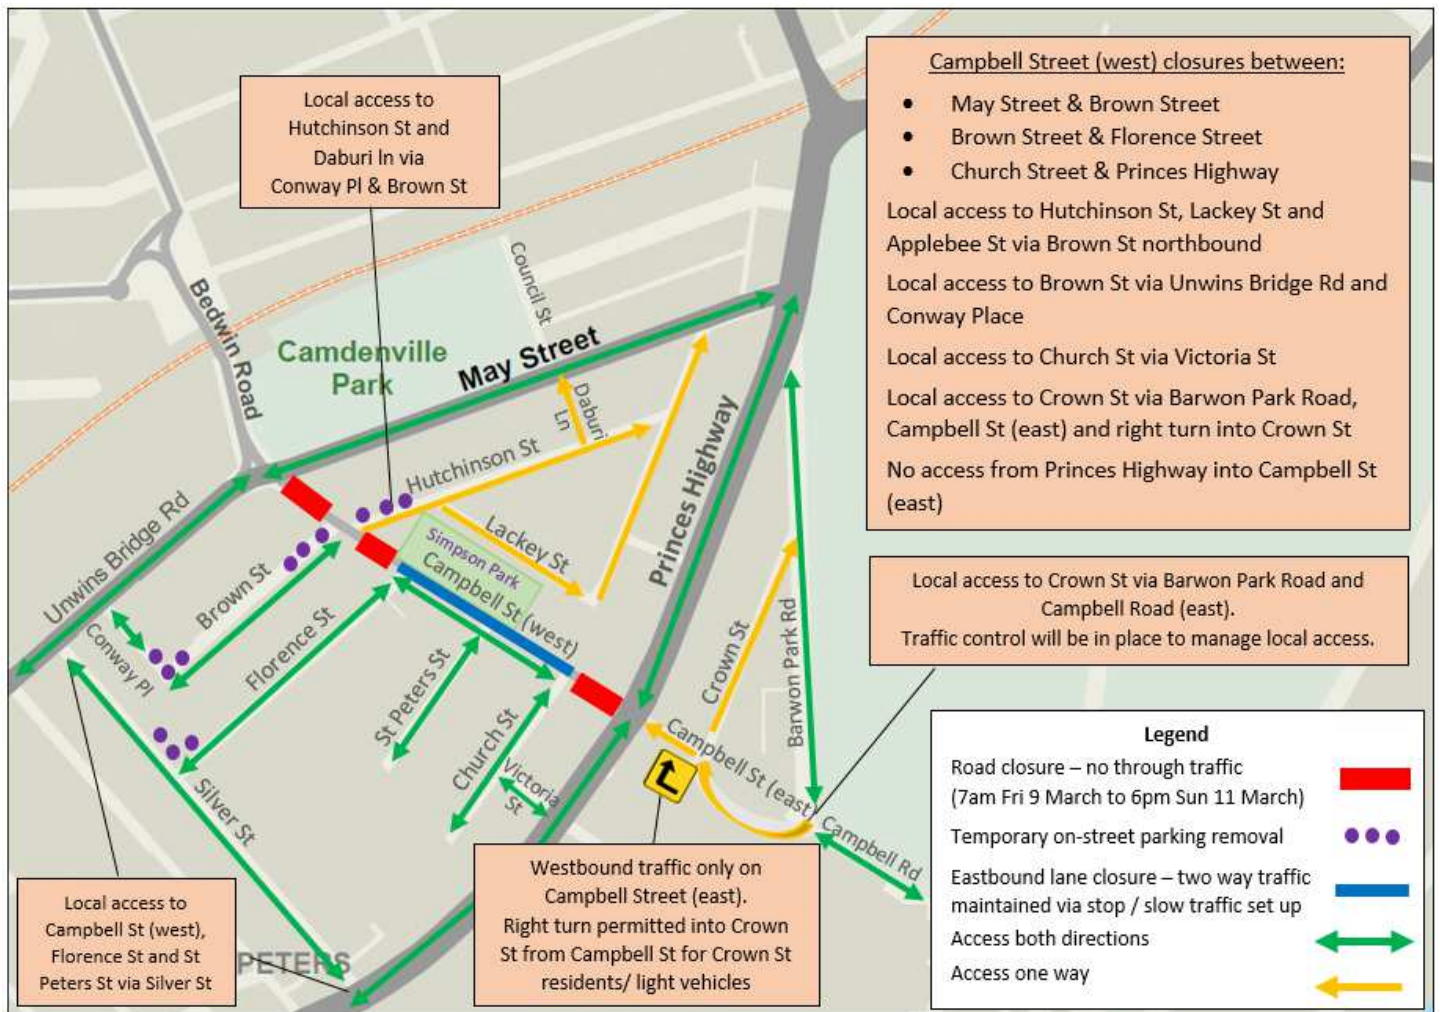 Campbell Street (west) closures between:
• May Street & Brown Street
• Brown Street & Florence Street
• Church Street & Princes Highway
Local access to Hutchinson St, Lackey St and
Applebee St via Brown St northbound
Local access to Brown St via Unwins Bridge Rd and
Conway Place
Local access to Church St via Victoria St
Local access to Crown St via Barwon Park Road,
Campbell St (east) and right turn into Crown St
No access from Princes Highway into Campbell St
(east)
Local access to
Hutchinson St and
Daburi ln via
Conway Pl & Brown St
Council St
Bedwin Road
Camdenville
Park
May Street
Daburi
Ln
Hutchinson St
Princes Highway
Lackey St
Simpson Park
Campbell St (west)
Unwins Bridge Rd
Brown St
Conway Pl
Florence St
St Peters St
Church St
Victoria
St
Silver St
Crown St
Barwon Park Rd
Campbell St (east)
Campbell Rd
PETERS
Local access to Crown St via Barwon Park Road and
Campbell Road (east).
Traffic control will be in place to manage local access.
Local access to
Campbell St (west),
Florence St and St
Peters St via Silver St
Westbound traffic only on
Campbell Street (east).
Right turn permitted into Crown
St from Campbell St for Crown St
residents/ light vehicles
Legend
Road closure – no through traffic
(7am Fri 9 March to 6pm Sun 11 March)
Temporary on-street parking removal
Eastbound lane closure – two way traffic
maintained via stop / slow traffic set up
Access both directions
Access one way